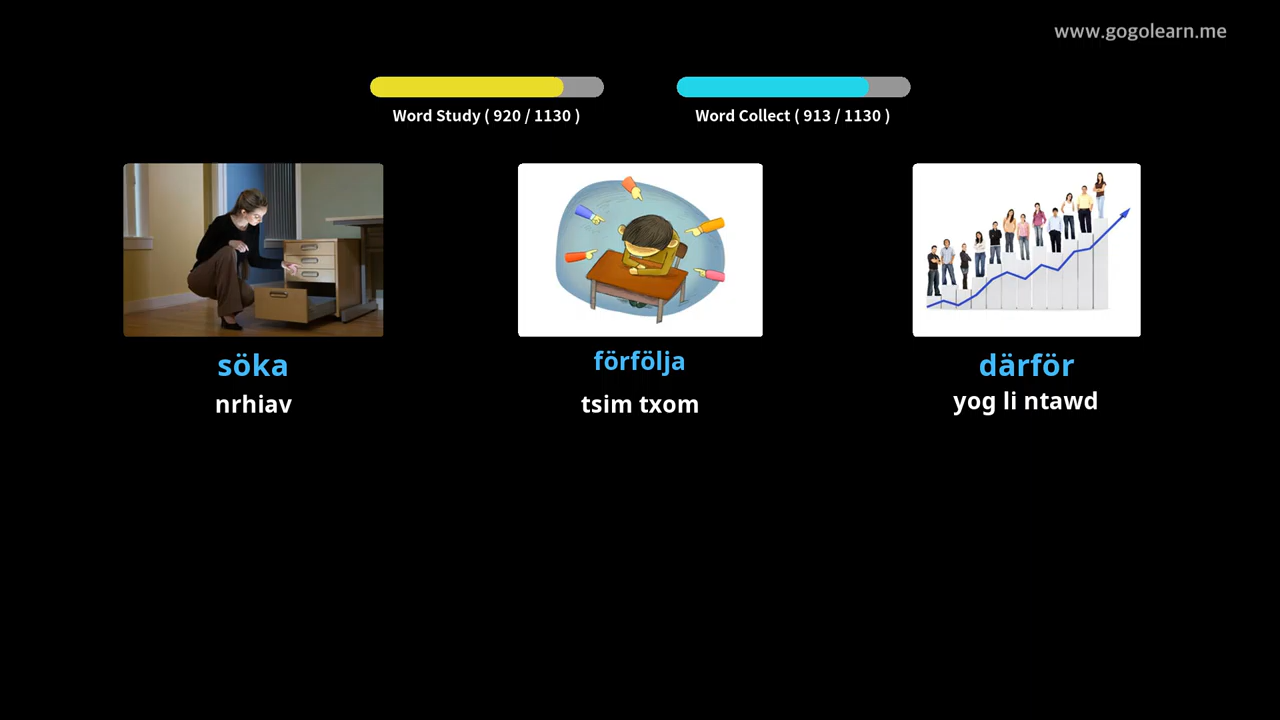 www.gogolearn.me
Word Study ( 920 / 1130 )
Word Collect ( 913 / 1130 )
söka
förfölja
därför
nrhiav
tsim txom
yog li ntawd